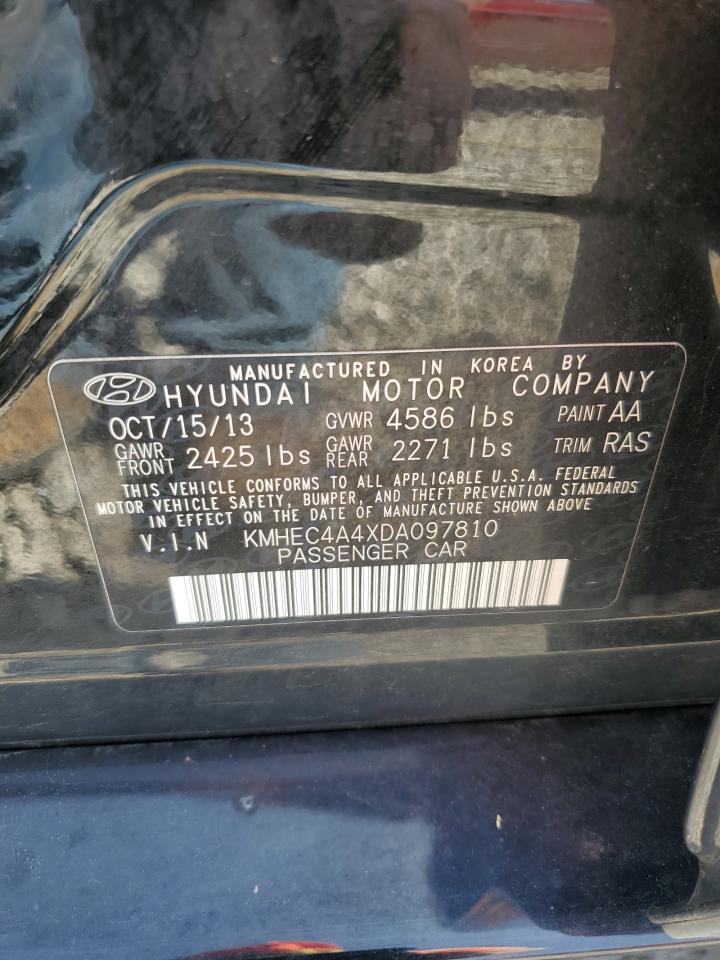 MANUFACTURED IN KOREA BY
HYUNDAI MOTOR COMPANY
OCT/15/13 GVWR 4586 lbs PAINT AA
GAWR FRONT 2425 lbs GAWR REAR 2271 lbs TRIM RAS
THIS VEHICLE CONFORMS TO ALL APPLICABLE U.S.A. FEDERAL
MOTOR VEHICLE SAFETY, BUMPER, AND THEFT PREVENTION STANDARDS
IN EFFECT ON THE DATE OF MANUFACTURE SHOWN ABOVE
V.I.N KMHEC4A4XDA097810
PASSENGER CAR